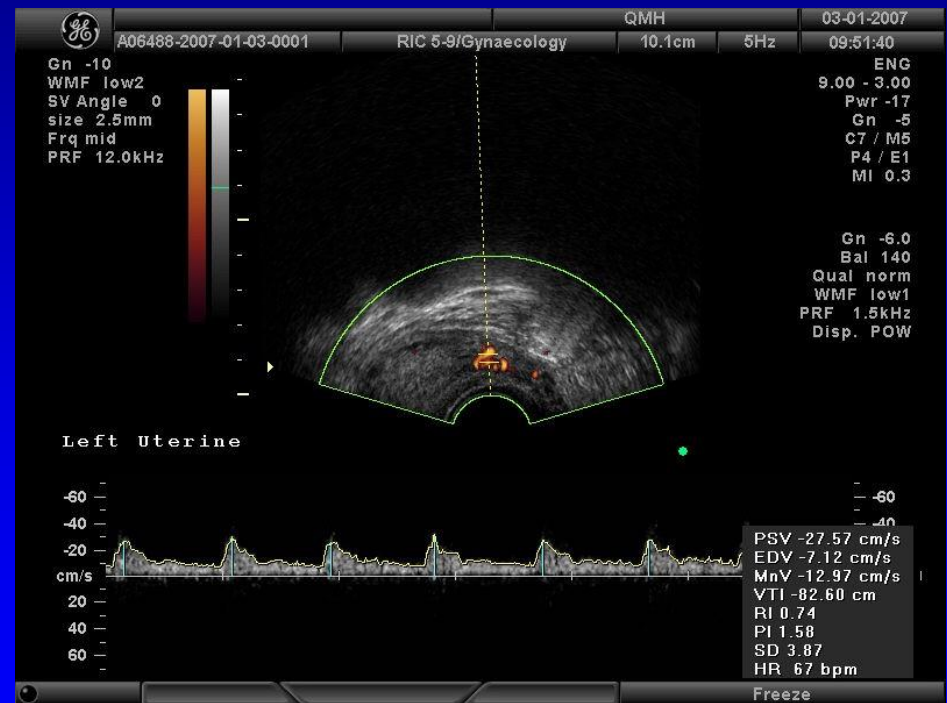 GE
QMH
03-01-2007
A06488-2007-01-03-0001
RIC 5-9/Gynaecology
10.1cm
5Hz
09:51:40
Gn -10
WMF low2
SV Angle 0
size 2.5mm
Frq mid
PRF 12.0kHz
ENG
9.00 - 3.00
Pwr -17
Gn -5
C7 / M5
P4 / E1
MI 0.3
Gn -6.0
Bal 140
Qual norm
WMF low1
PRF 1.5kHz
Disp. POW
Left Uterine
-60
-40
-20
cm/s
20
40
60
-60
-40
PSV -27.57 cm/s
EDV -7.12 cm/s
MnV -12.97 cm/s
VTI -82.60 cm
RI 0.74
PI 1.58
SD 3.87
HR 67 bpm
Freeze